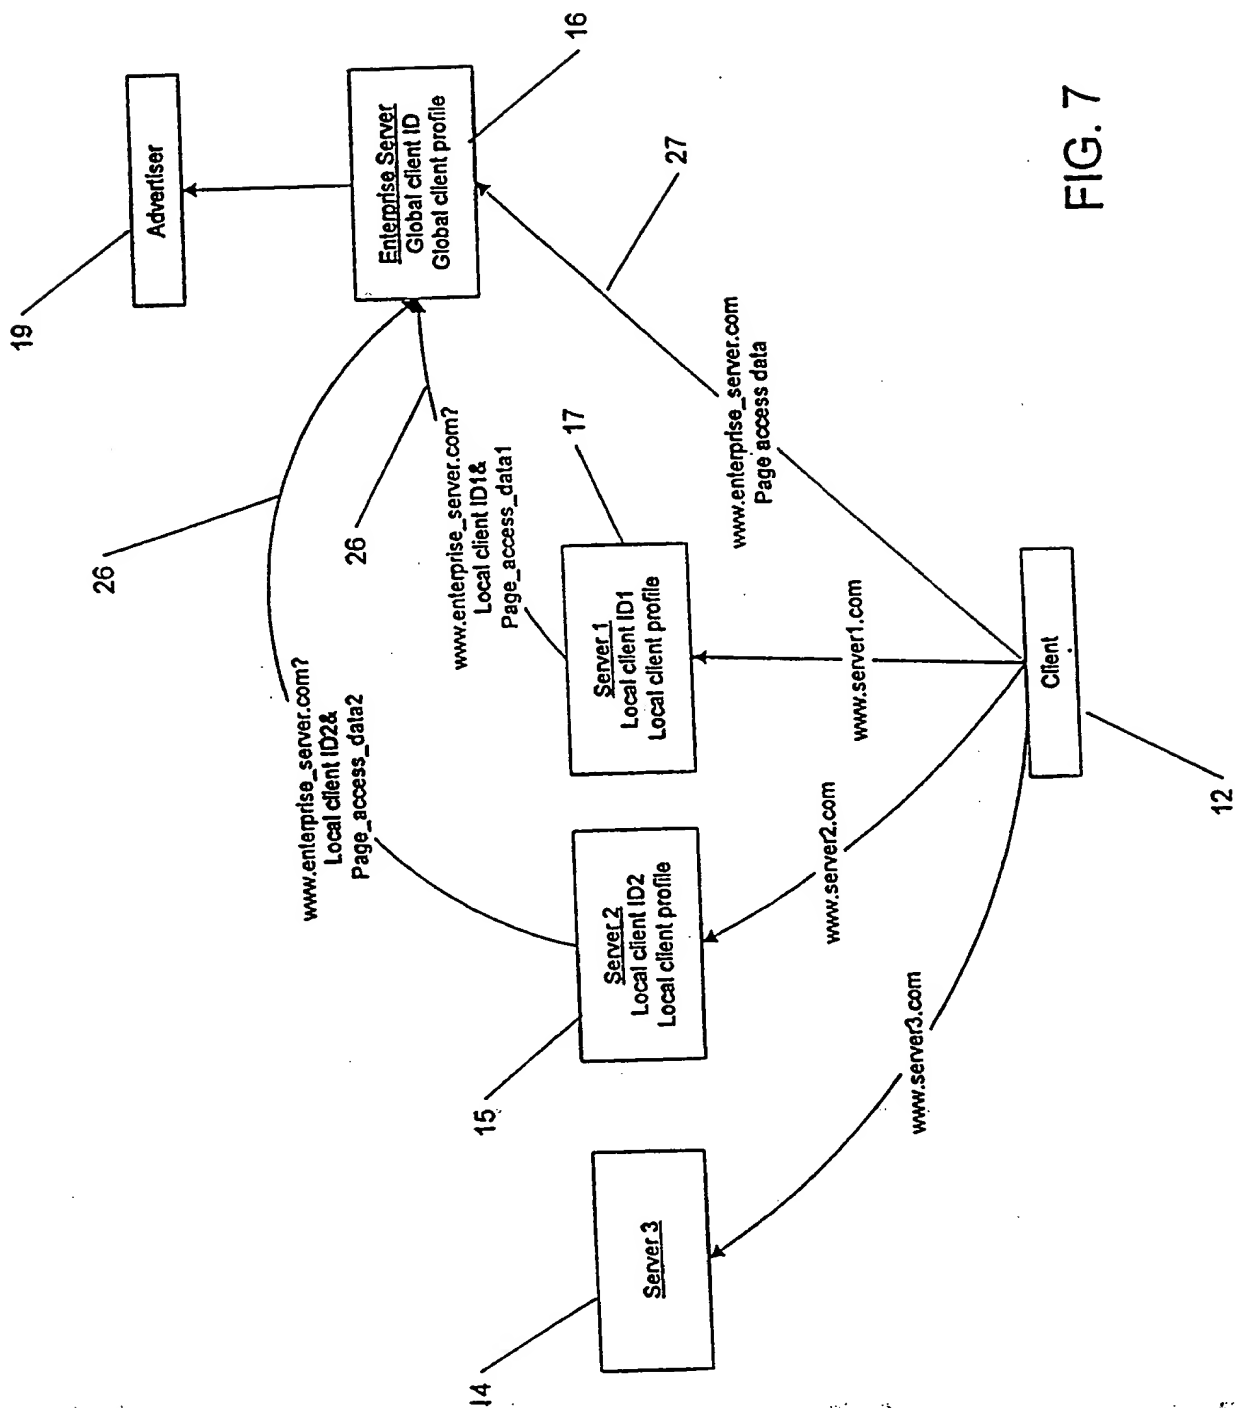 19
Advertiser
16
Enterprise Server
Global client ID
Global client profile
26
26
27
www.enterprise_server.com?
Local client ID2&
Page_access_data2
www.enterprise_server.com?
Local client ID1&
Page_access_data1
www.enterprise_server.com
Page access data
14
Server 3
15
Server 2
Local client ID2
Local client profile
17
Server 1
Local client ID1
Local client profile
www.server3.com
www.server2.com
www.server1.com
Client
12
FIG. 7